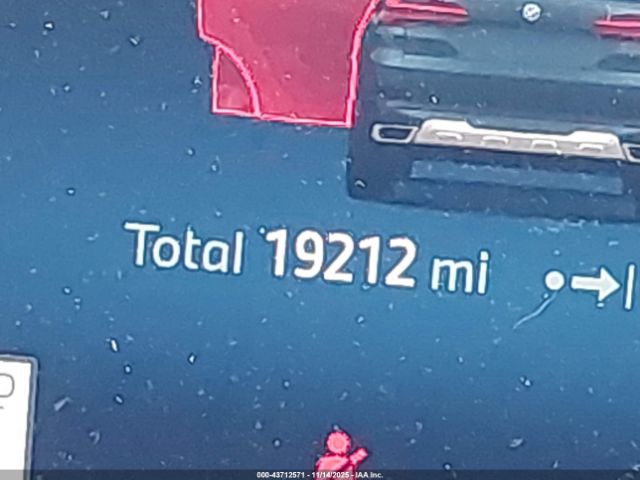 Total 19212 mi
000-43712571 - 11/14/2025 - IAA Inc.